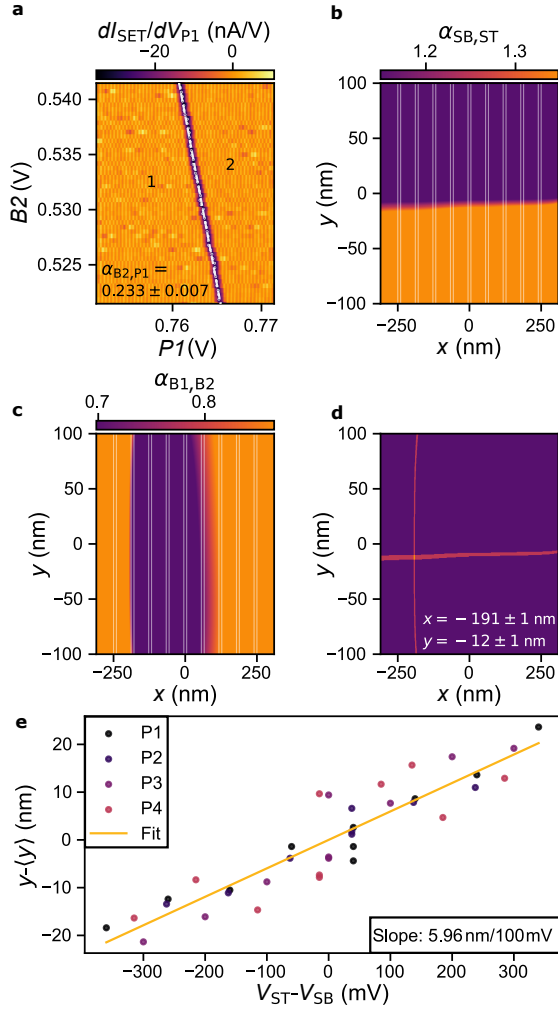 a
dI_SET/dV_P1 (nA/V)
−20 0
0.540
0.535
0.530
0.525
B2 (V)
1
2
α_B2,P1 =
0.233 ± 0.007
0.76 0.77
P1(V)
b
α_SB,ST
1.2 1.3
100
50
0
−50
−100
y (nm)
−250 0 250
x (nm)
c
α_B1,B2
0.7 0.8
100
50
0
−50
−100
y (nm)
−250 0 250
x (nm)
d
100
50
0
−50
−100
y (nm)
x = − 191 ± 1 nm
y = − 12 ± 1 nm
−250 0 250
x (nm)
e
P1
P2
P3
P4
Fit
20
10
0
−10
−20
y-⟨y⟩ (nm)
Slope: 5.96 nm/100 mV
−300 −200 −100 0 100 200 300
V_ST-V_SB (mV)